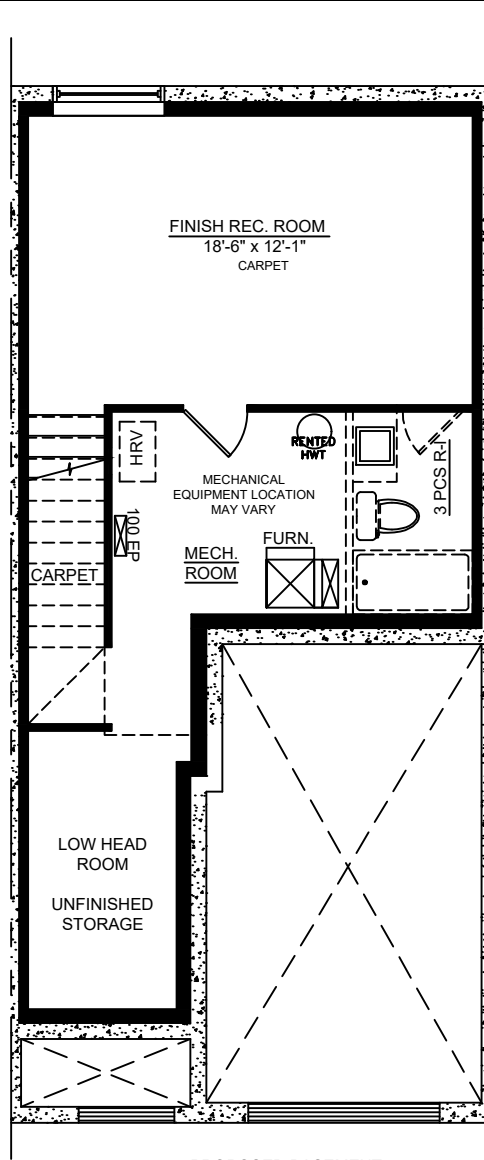 FINISH REC. ROOM
18'-6" x 12'-1"
CARPET
HRV
RENTED
HWT
3 PCS R-I
MECHANICAL
EQUIPMENT LOCATION
MAY VARY
100 EP
MECH.
ROOM
FURN.
CARPET
LOW HEAD
ROOM
UNFINISHED
STORAGE